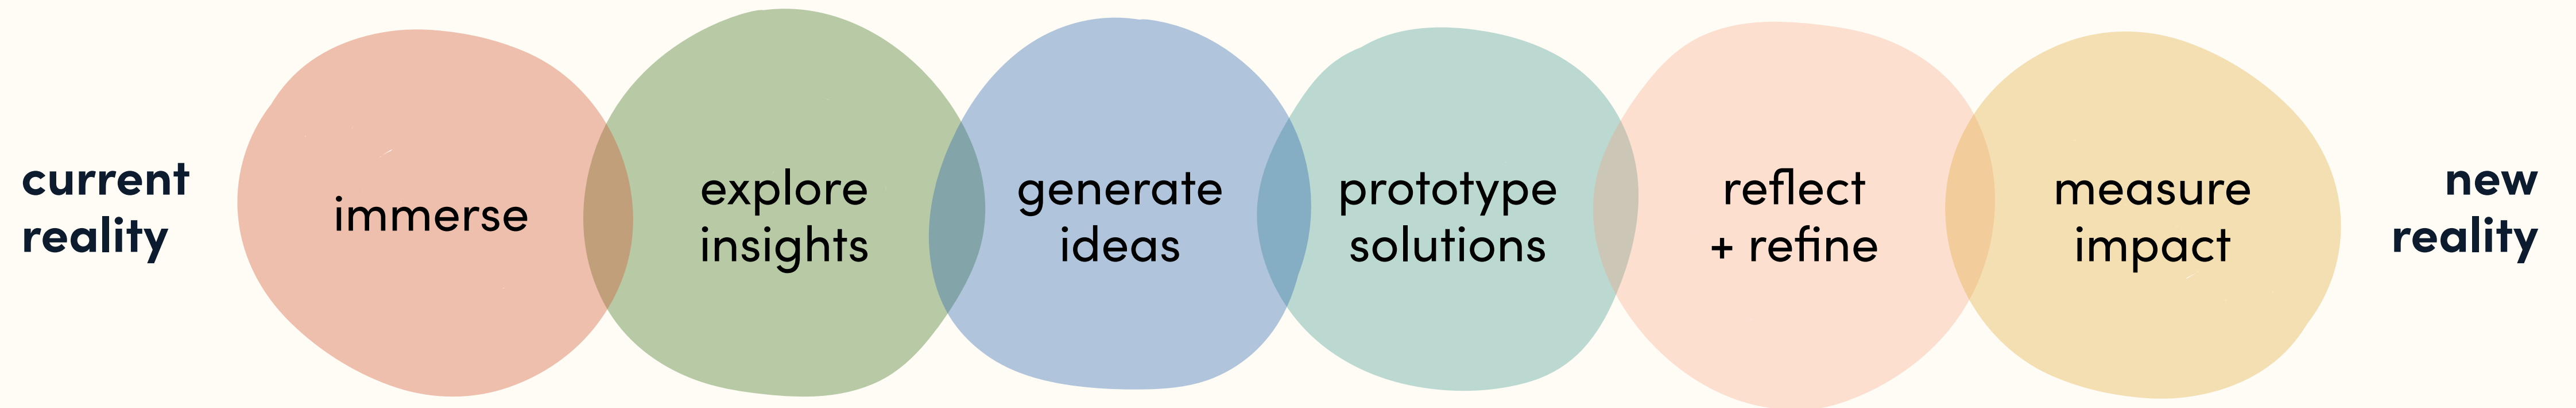 current
reality
immerse
explore
insights
generate
ideas
prototype
solutions
reflect
+ refine
measure
impact
new
reality